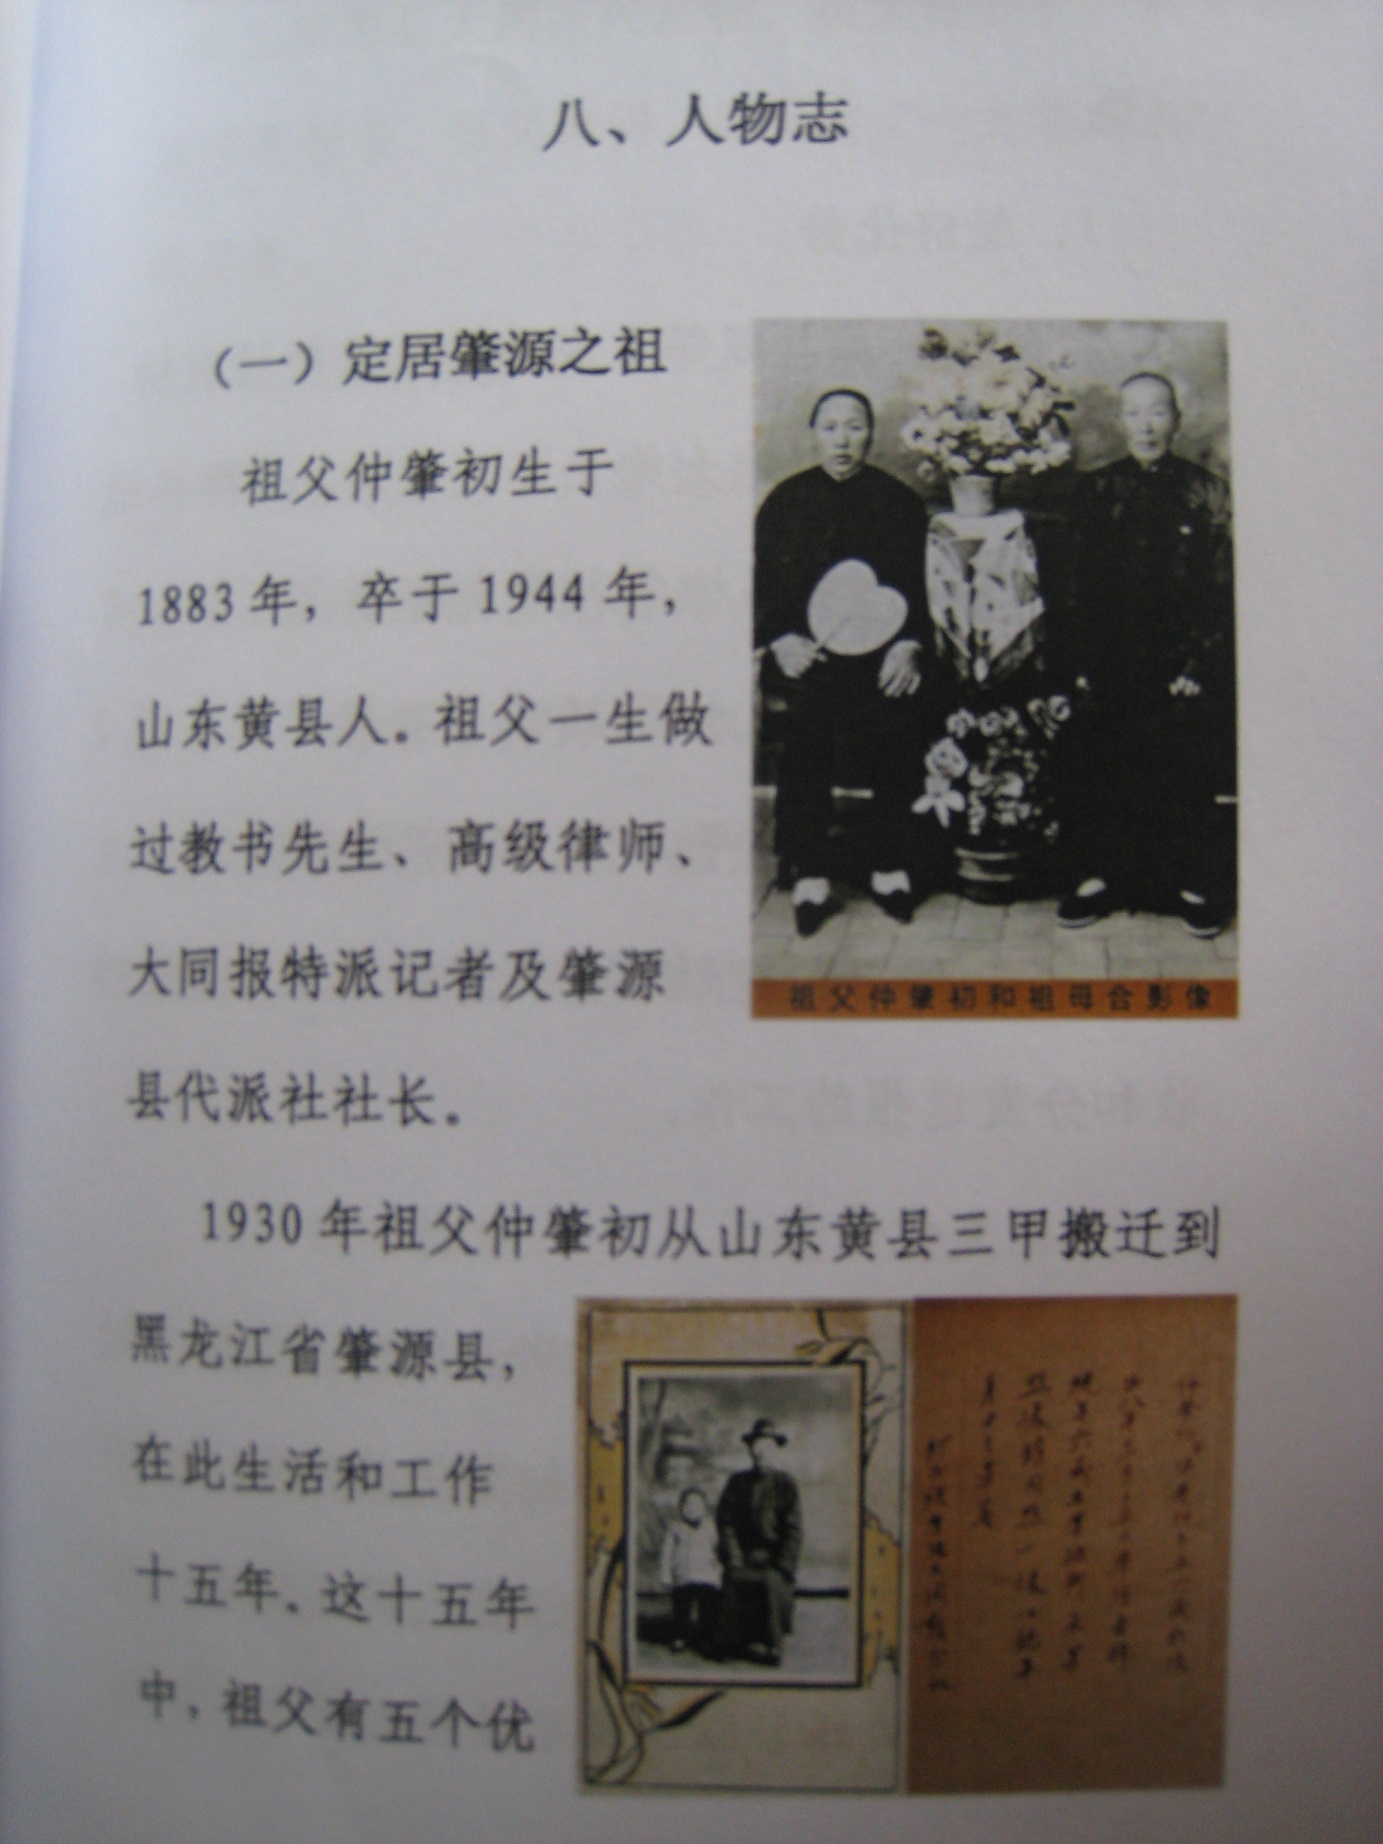 八、人物志
（一）定居肇源之祖
祖父仲肇初生于
1883年，卒于1944年，
山东黄县人。祖父一生做
过教书先生、高级律师、
大同报特派记者及肇源
县代派社社长。
祖父仲肇初和祖母合影像
1930年祖父仲肇初从山东黄县三甲搬迁到
黑龙江省肇源县，
在此生活和工作
十五年、这十五年
中，祖父有五个优